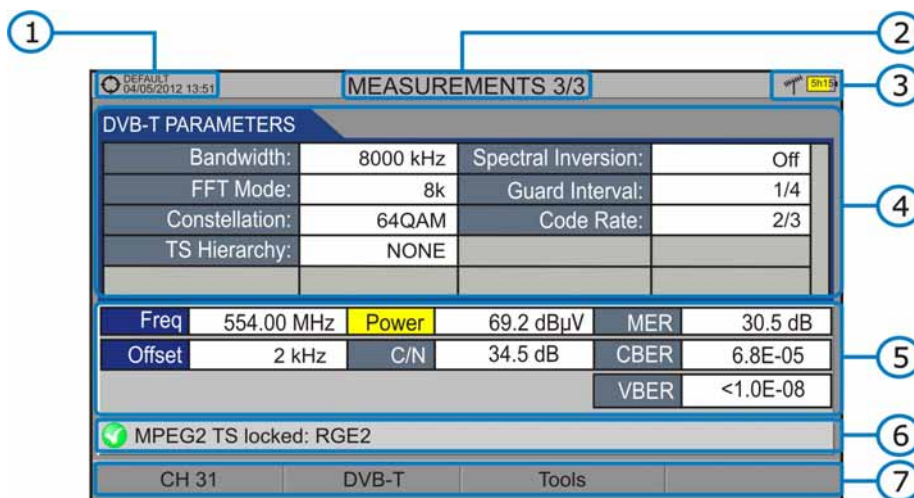 1
2
DEFAULT
04/05/2012 13:51
MEASUREMENTS 3/3
5h15
3
DVB-T PARAMETERS
Bandwidth: 8000 kHz Spectral Inversion: Off
FFT Mode: 8k Guard Interval: 1/4
4
Constellation: 64QAM Code Rate: 2/3
TS Hierarchy: NONE
Freq 554.00 MHz Power 69.2 dBµV MER 30.5 dB
Offset 2 kHz C/N 34.5 dB CBER 6.8E-05
5
VBER <1.0E-08
MPEG2 TS locked: RGE2
6
CH 31 DVB-T Tools
7